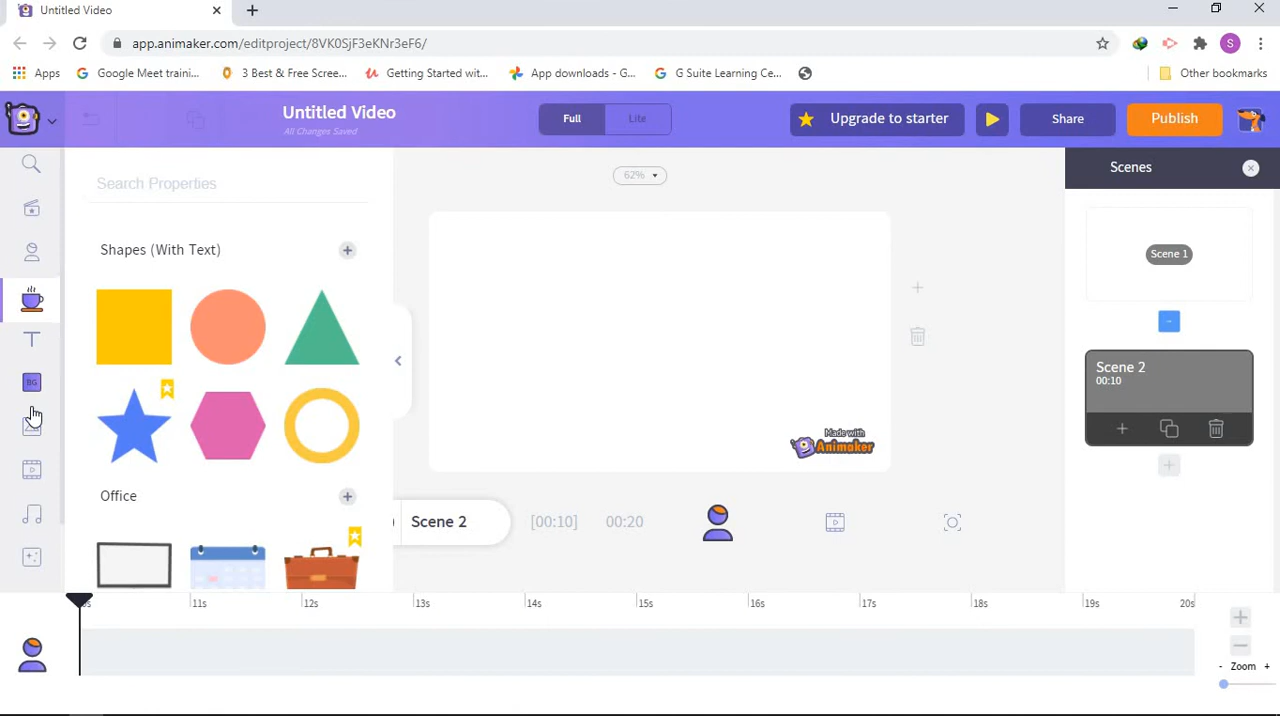 Untitled Video
app.animaker.com/editproject/8VK0SjF3eKNr3eF6/
Apps
Google Meet traini...
3 Best & Free Scree...
Getting Started wit...
App downloads - G...
G Suite Learning Ce...
Other bookmarks
S
Untitled Video
All Changes Saved
Full
Lite
Upgrade to starter
Share
Publish
Search Properties
62%
Scenes
Shapes (With Text)
Scene 1
BG
Scene 2
00:10
Made with
Animaker
Office
Scene 2
[00:10]
00:20
11s
12s
13s
14s
15s
16s
17s
18s
19s
20s
- Zoom +